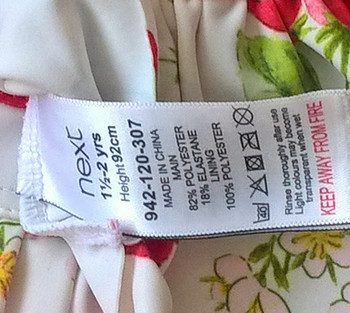 next
1½-2 yrs
Height 92cm
942-120-307
MADE IN CHINA
MAIN
82% POLYESTER
18% ELASTANE
LINING
100% POLYESTER
40
Rinse thoroughly after use
Light colours may become
transparent when wet
KEEP AWAY FROM FIRE